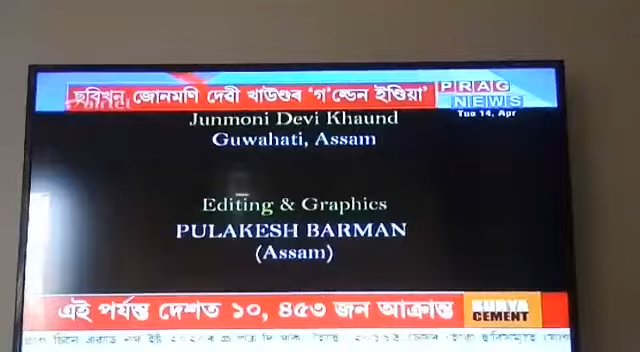 ছবিখন জোনমণি দেবী খাউণ্ডৰ ‘গ’ল্ডেন ইণ্ডিয়া’
PRAG
NEWS
Tue 14, Apr
Junmoni Devi Khaund
Guwahati, Assam
Editing & Graphics
PULAKESH BARMAN
(Assam)
এই পৰ্যন্ত দেশত ১০, ৪৫৩ জন আক্ৰান্ত
SURYA
CEMENT